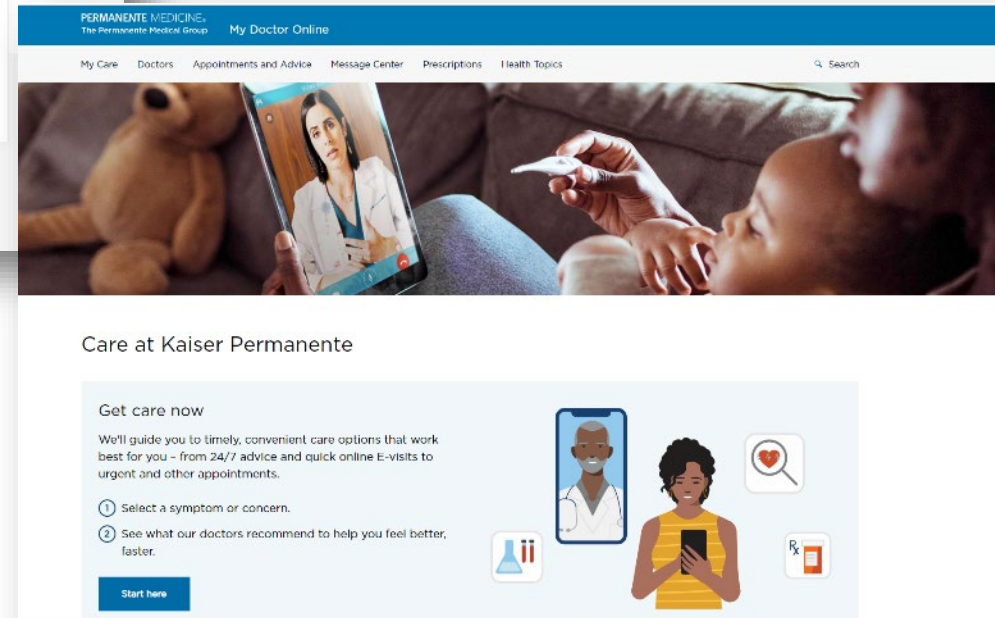 PERMANENTE MEDICINE®
The Permanente Medical Group
My Doctor Online
My Care Doctors Appointments and Advice Message Center Prescriptions Health Topics Search
Care at Kaiser Permanente
Get care now
We'll guide you to timely, convenient care options that work
best for you – from 24/7 advice and quick online E-visits to
urgent and other appointments.
1 Select a symptom or concern.
2 See what our doctors recommend to help you feel better,
faster.
Rx
Start here